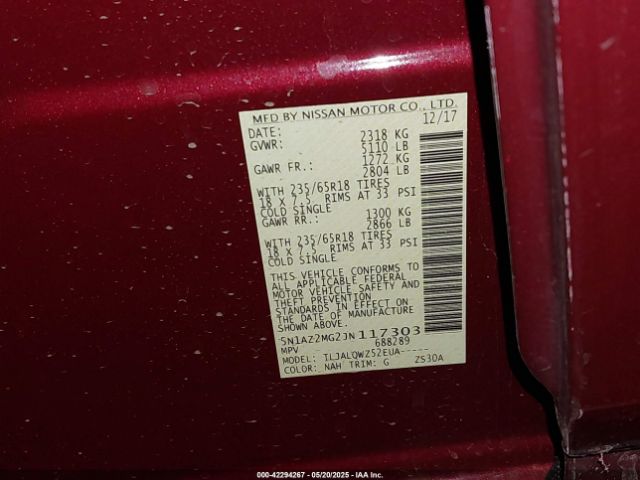 MFD BY NISSAN MOTOR CO., LTD.
DATE: 12/17
GVWR: 2318 KG
5110 LB
GAWR FR.: 1272 KG
2804 LB
WITH 235/65R18 TIRES
18 X 7.5 RIMS AT 33 PSI
COLD SINGLE
GAWR RR.: 1300 KG
2866 LB
WITH 235/65R18 TIRES
18 X 7.5 RIMS AT 33 PSI
COLD SINGLE
THIS VEHICLE CONFORMS TO
ALL APPLICABLE FEDERAL
MOTOR VEHICLE SAFETY AND
THEFT PREVENTION
STANDARDS IN EFFECT ON
THE DATE OF MANUFACTURE
SHOWN ABOVE.
5N1AZ2MG2JN117303
MPV 688289
MODEL: TLJALQWZ52EUA-----
COLOR: NAH TRIM: G ZS30A
000-42294267 - 05/20/2025 - IAA Inc.